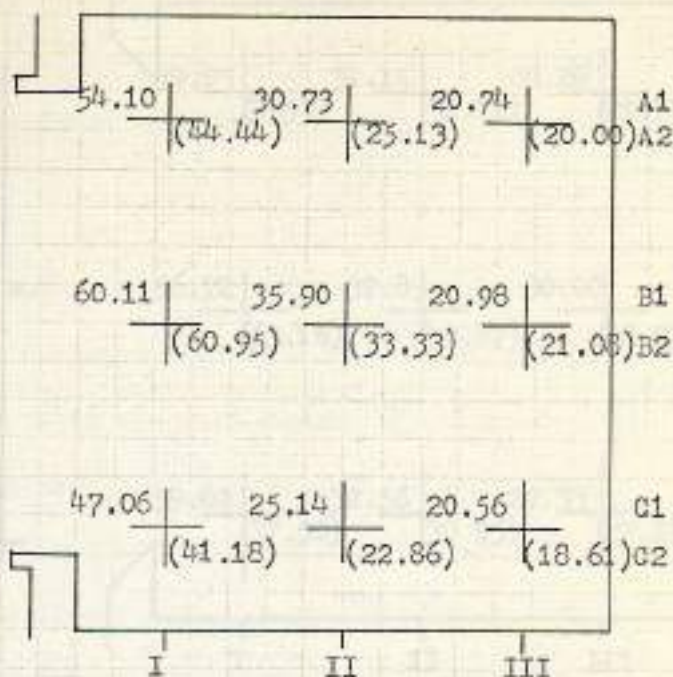 54.10 30.73 20.74 A1
(44.44) (25.13) (20.00) A2
60.11 35.90 20.98 B1
(60.95) (33.33) (21.08) B2
47.06 25.14 20.56 C1
(41.18) (22.86) (18.61) C2
I II III